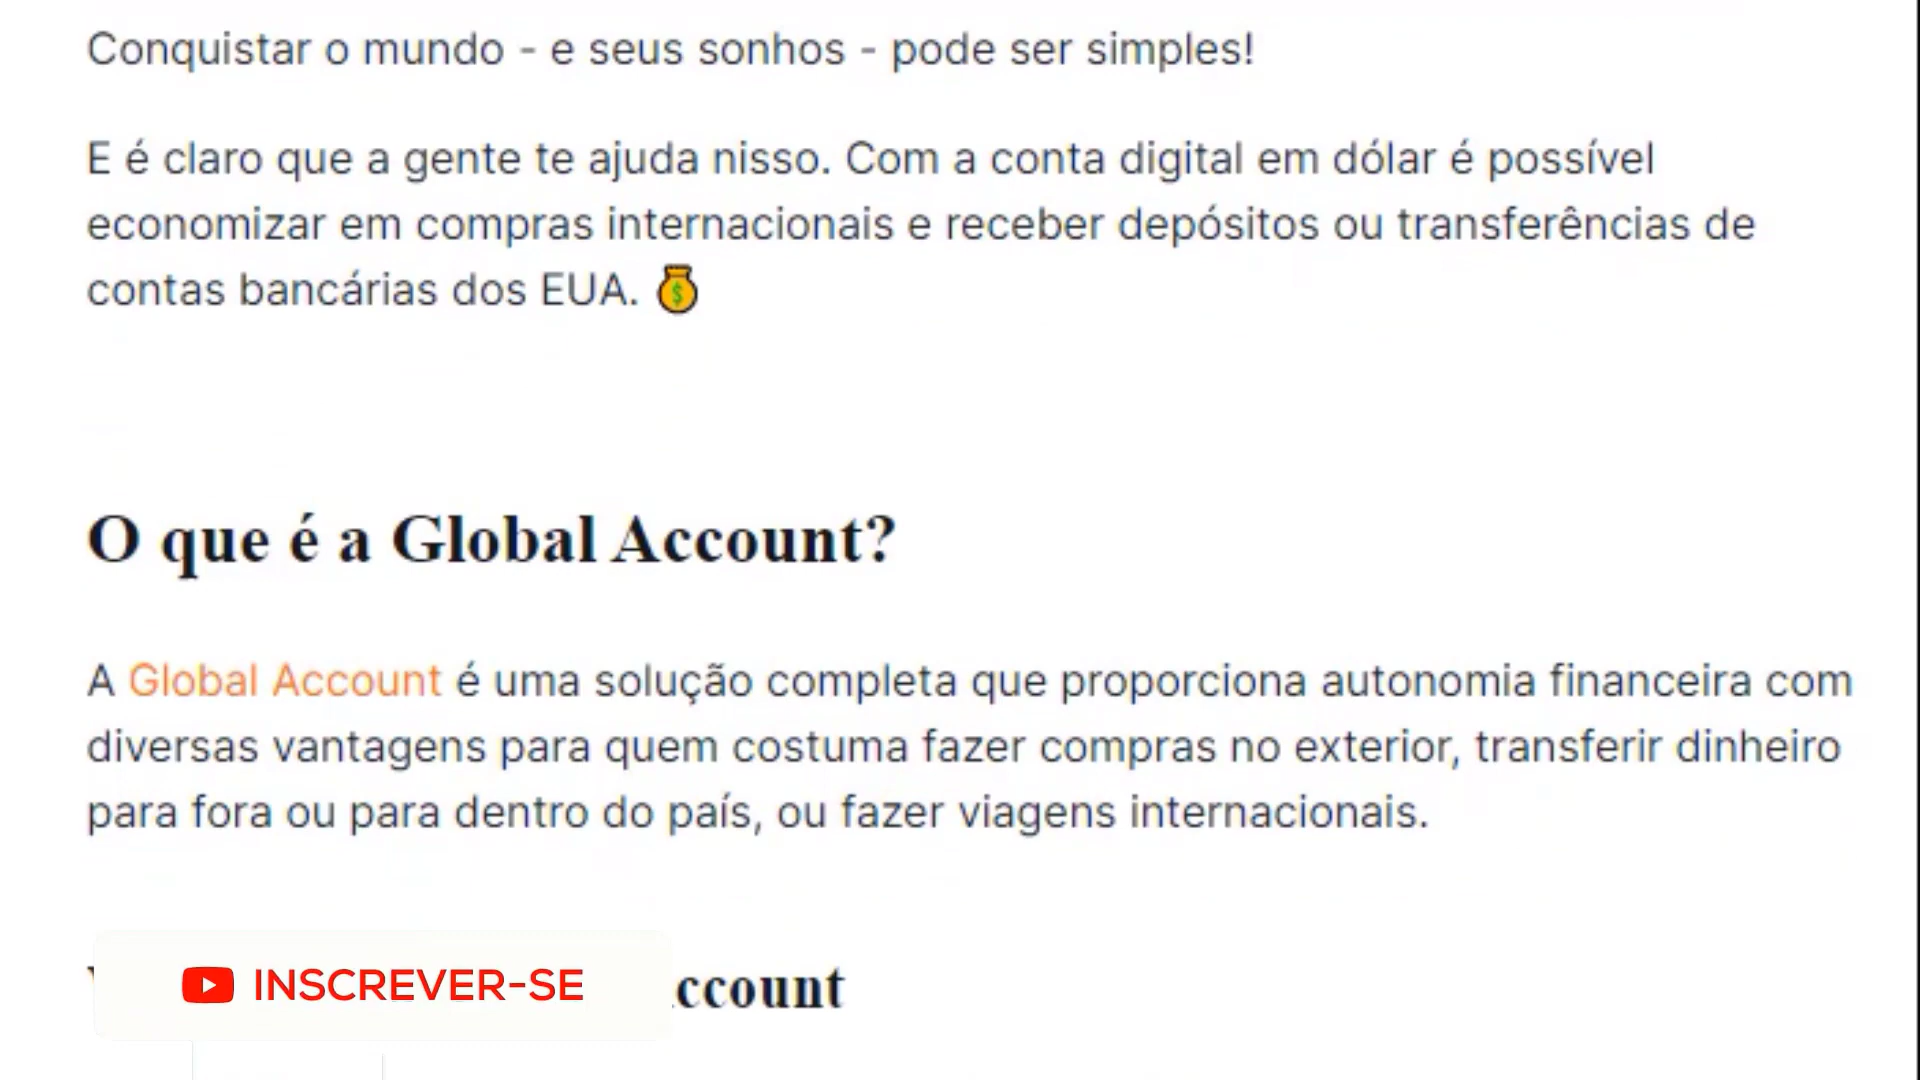 Conquistar o mundo - e seus sonhos - pode ser simples!
E é claro que a gente te ajuda nisso. Com a conta digital em dólar é possível
economizar em compras internacionais e receber depósitos ou transferências de
contas bancárias dos EUA. 💰
O que é a Global Account?
A Global Account é uma solução completa que proporciona autonomia financeira com
diversas vantagens para quem costuma fazer compras no exterior, transferir dinheiro
para fora ou para dentro do país, ou fazer viagens internacionais.
INSCREVER-SE ccount